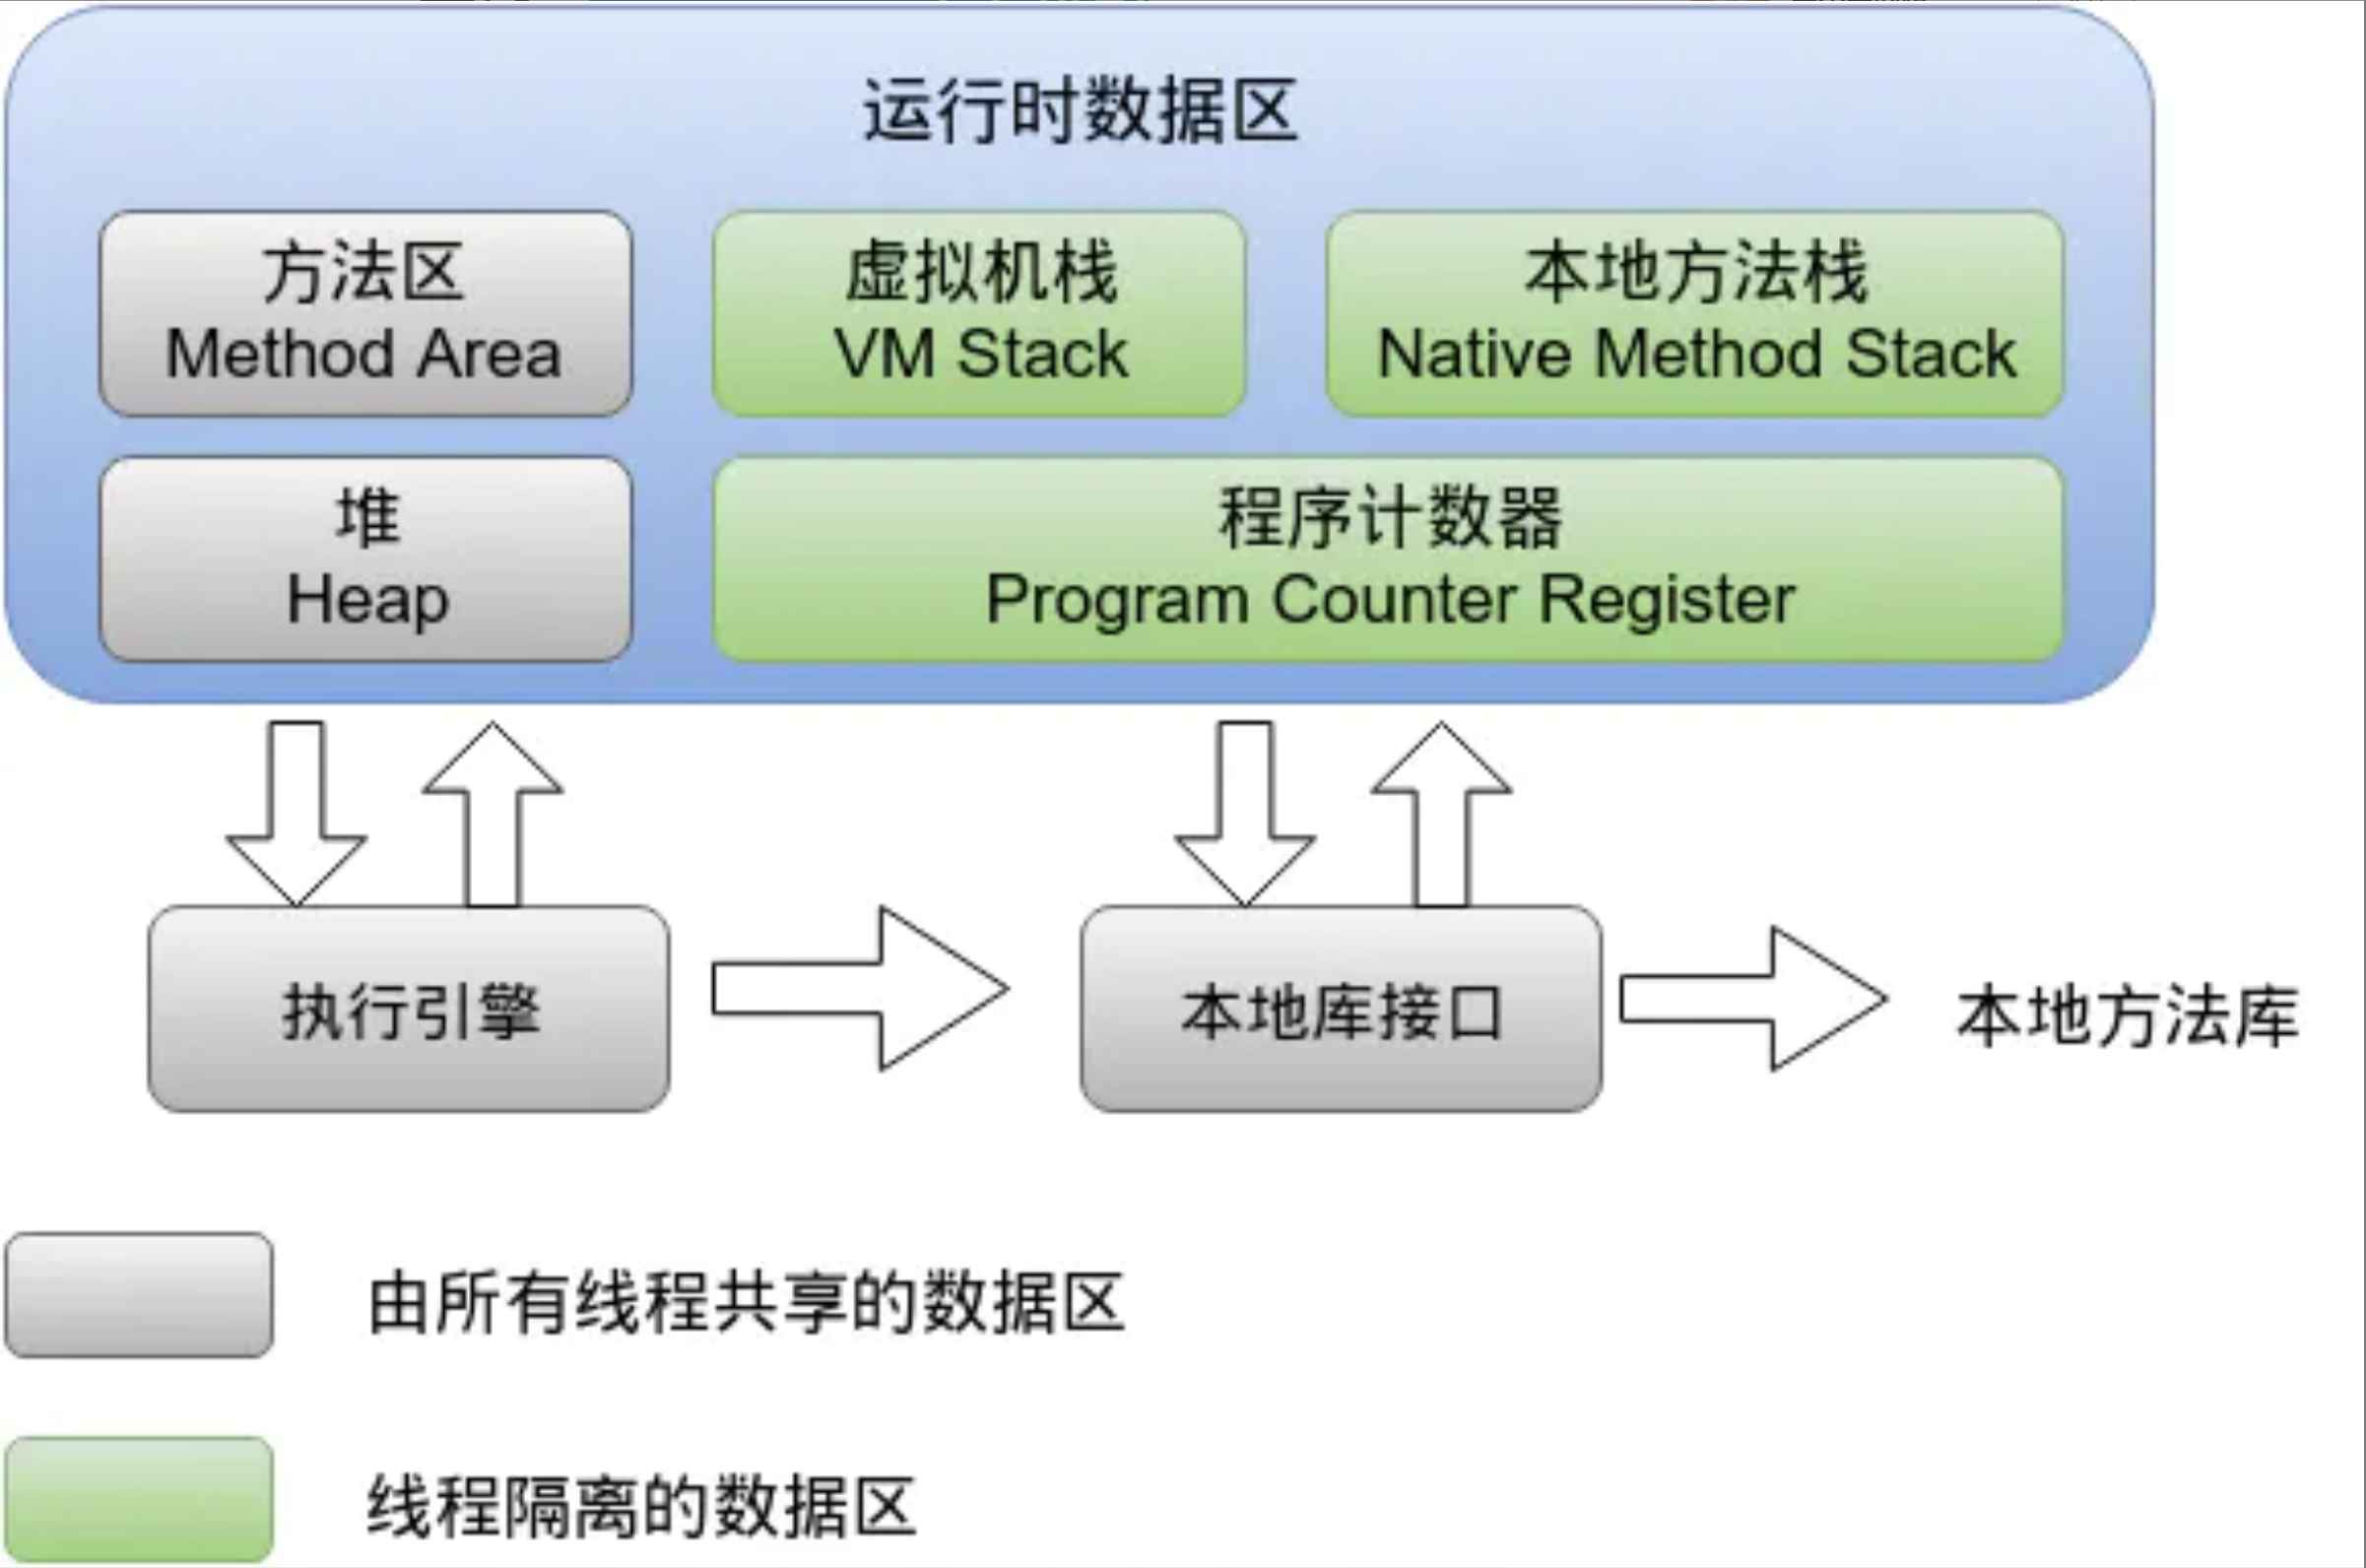 运行时数据区
方法区
Method Area
虚拟机栈
VM Stack
本地方法栈
Native Method Stack
堆
Heap
程序计数器
Program Counter Register
执行引擎
本地库接口
本地方法库
由所有线程共享的数据区
线程隔离的数据区